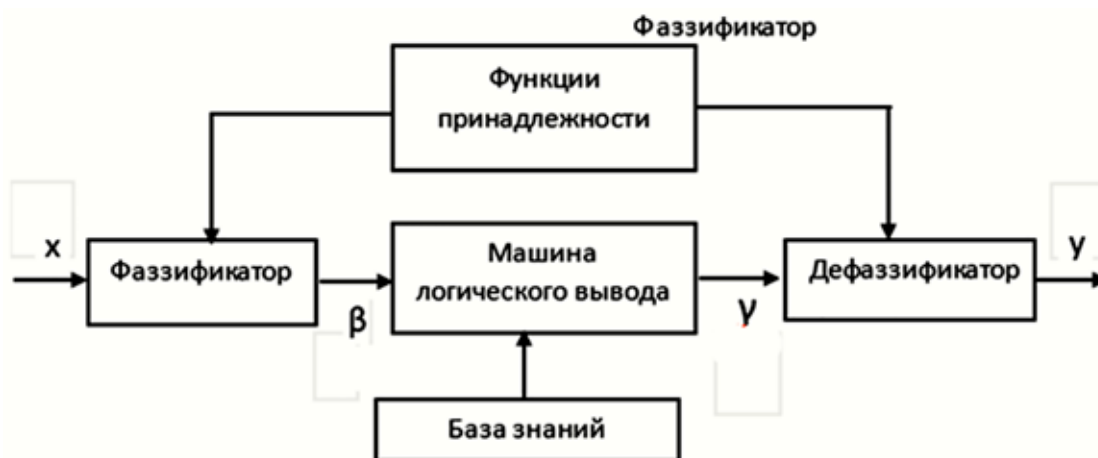 Фаззификатор
Функции
принадлежности
x
Фаззификатор
β
Машина
логического вывода
γ
Дефаззификатор
y
База знаний